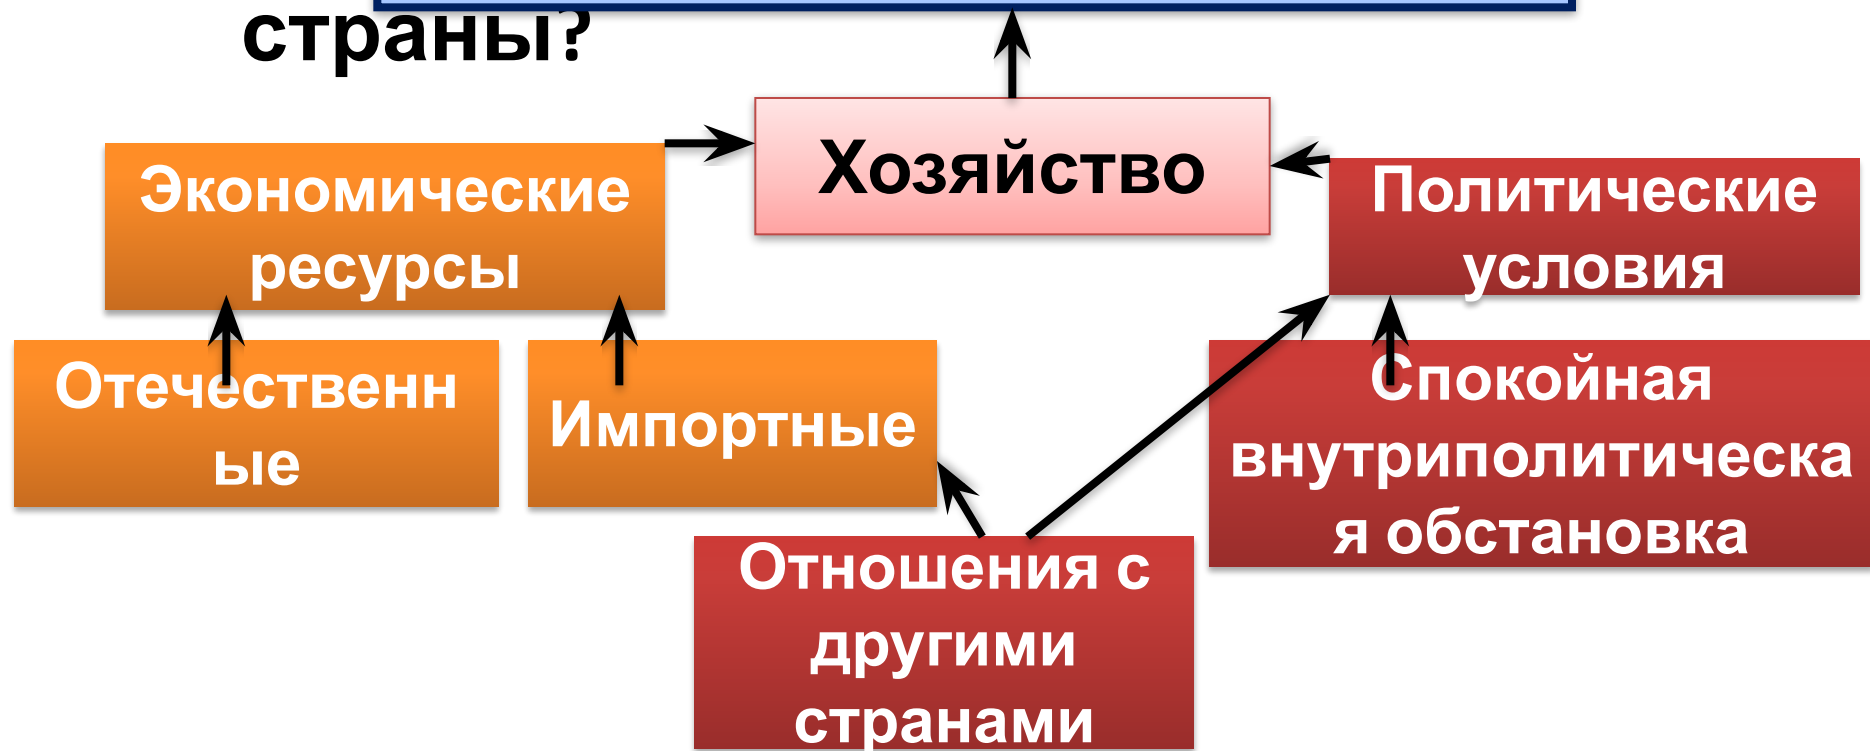 страны?
Хозяйство
Экономические
ресурсы
Политические
условия
Отечественн
ые
Импортные
Спокойная
внутриполитическа
я обстановка
Отношения с
другими
странами